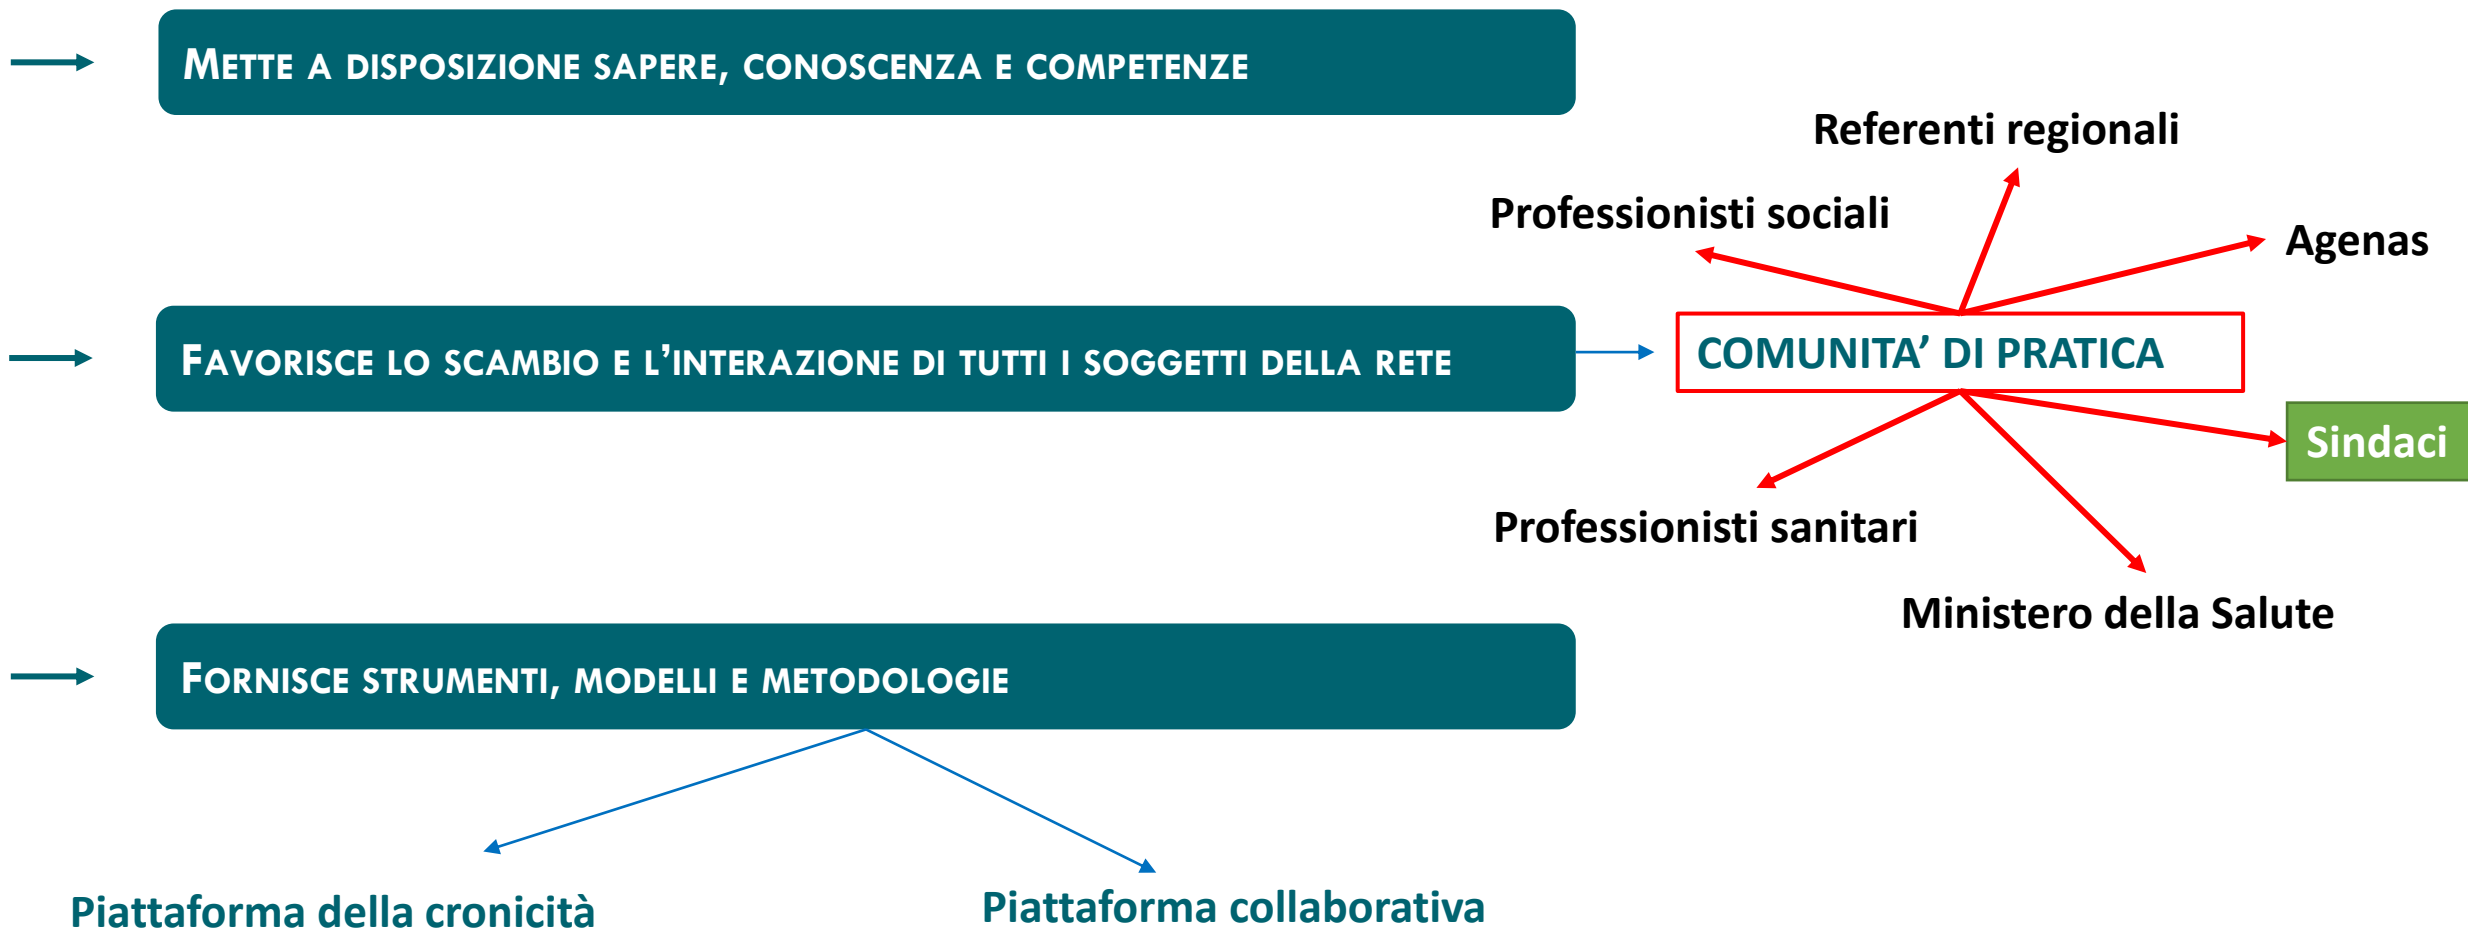 METTE A DISPOSIZIONE SAPERE, CONOSCENZA E COMPETENZE
Referenti regionali
Professionisti sociali
Agenas
FAVORISCE LO SCAMBIO E L’INTERAZIONE DI TUTTI I SOGGETTI DELLA RETE
COMUNITA’ DI PRATICA
Sindaci
Professionisti sanitari
Ministero della Salute
FORNISCE STRUMENTI, MODELLI E METODOLOGIE
Piattaforma della cronicità
Piattaforma collaborativa